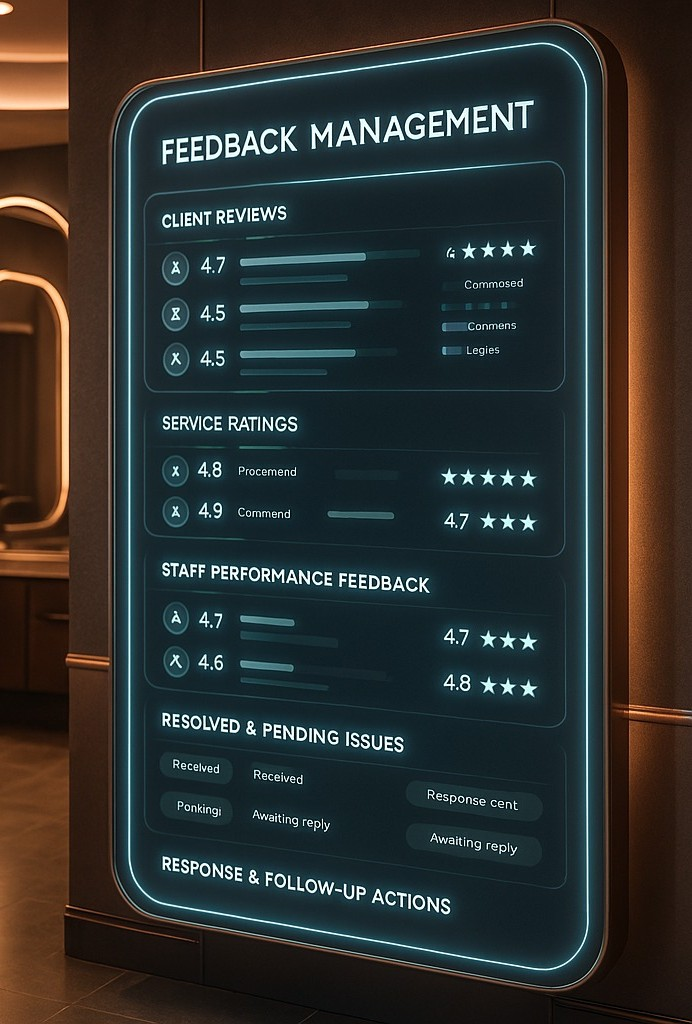 FEEDBACK MANAGEMENT
CLIENT REVIEWS
4.7
Commosed
4.5
Conmens
4.5
Legies
SERVICE RATINGS
4.8 Procemend
4.9 Commend 4.7
STAFF PERFORMANCE FEEDBACK
4.7 4.7
4.6 4.8
RESOLVED & PENDING ISSUES
Recelved Received Response cent
Awaiting reply Awaiting reply
RESPONSE & FOLLOW-UP ACTIONS